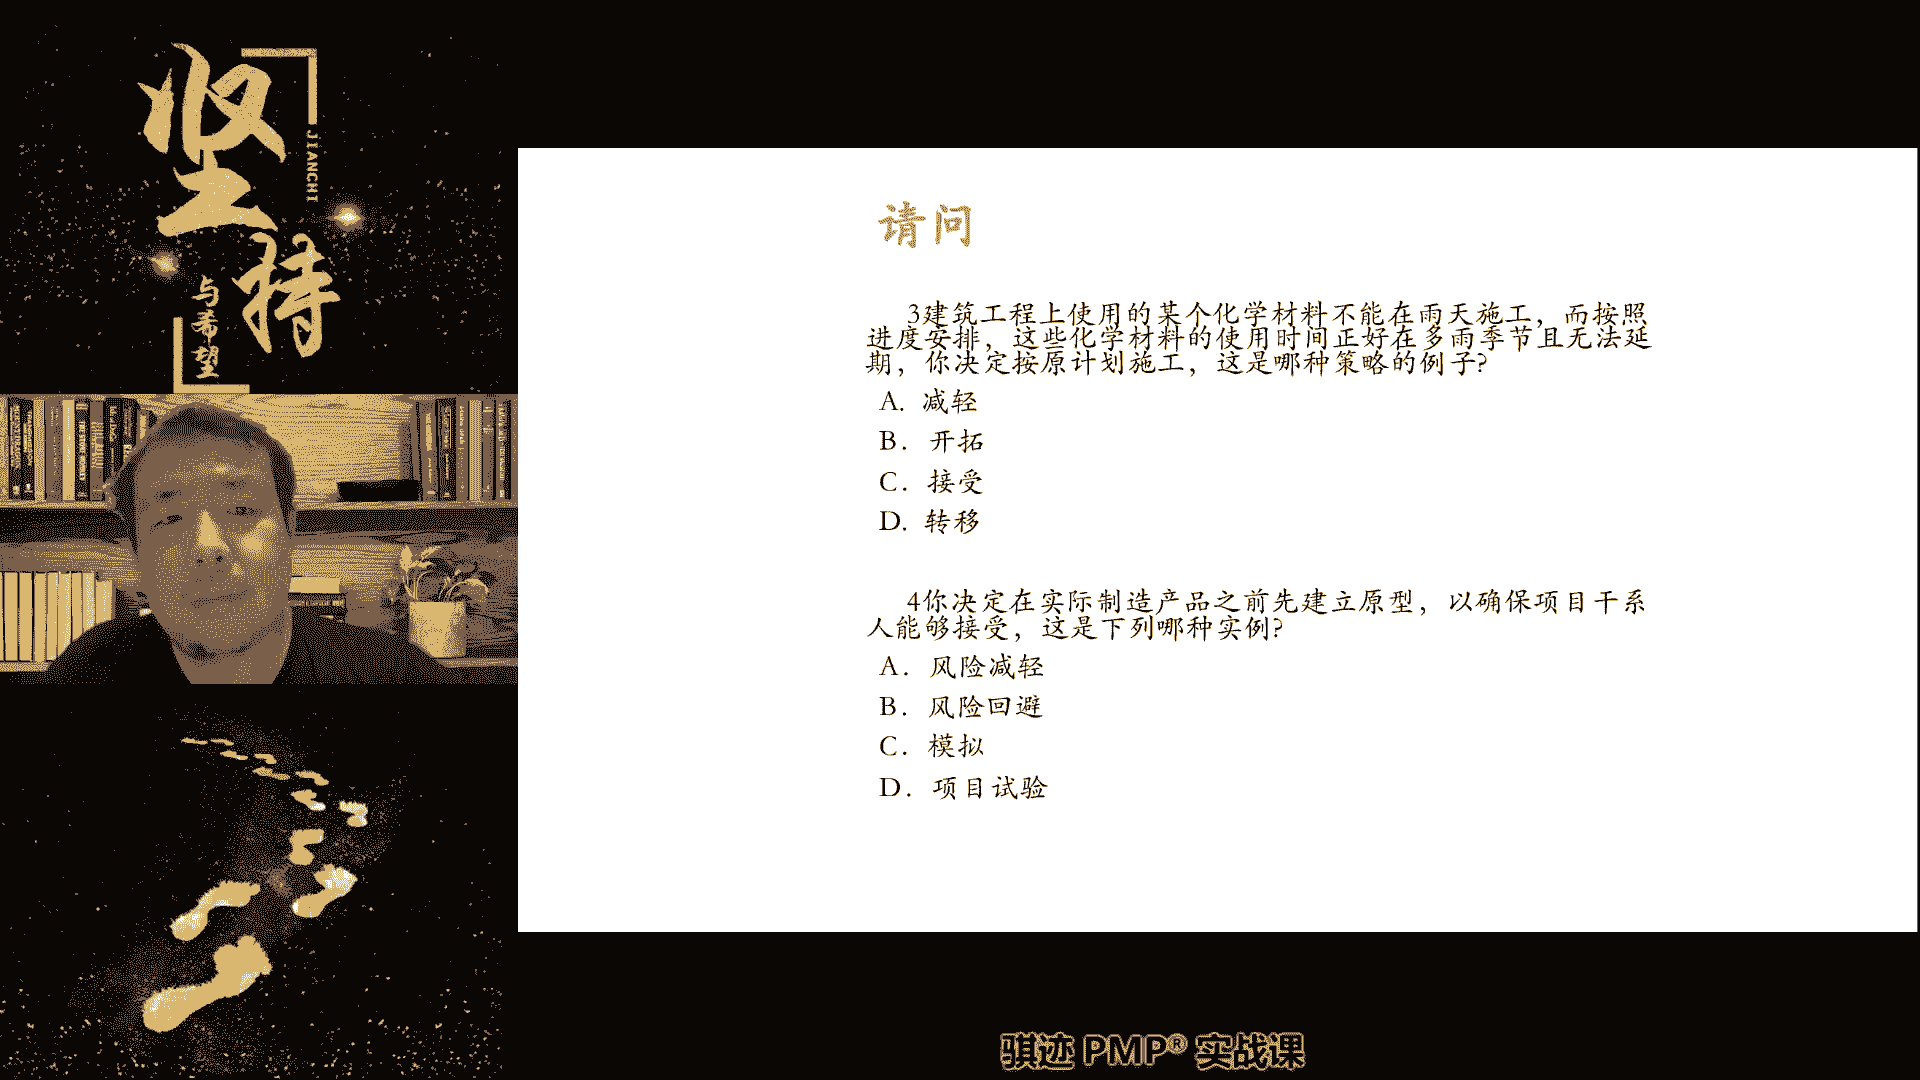 坚持
JIANCHI
与希望
请问
3建筑工程上使用的某个化学材料不能在雨天施工，而按照
进度安排，这些化学材料的使用时间正好在多雨季节且无法延
期，你决定按原计划施工，这是哪种策略的例子?
A. 减轻
B. 开拓
C. 接受
D. 转移
4你决定在实际制造产品之前先建立原型，以确保项目干系
人能够接受，这是下列哪种实例?
A. 风险减轻
B. 风险回避
C. 模拟
D. 项目试验
骐迹 PMP® 实战课